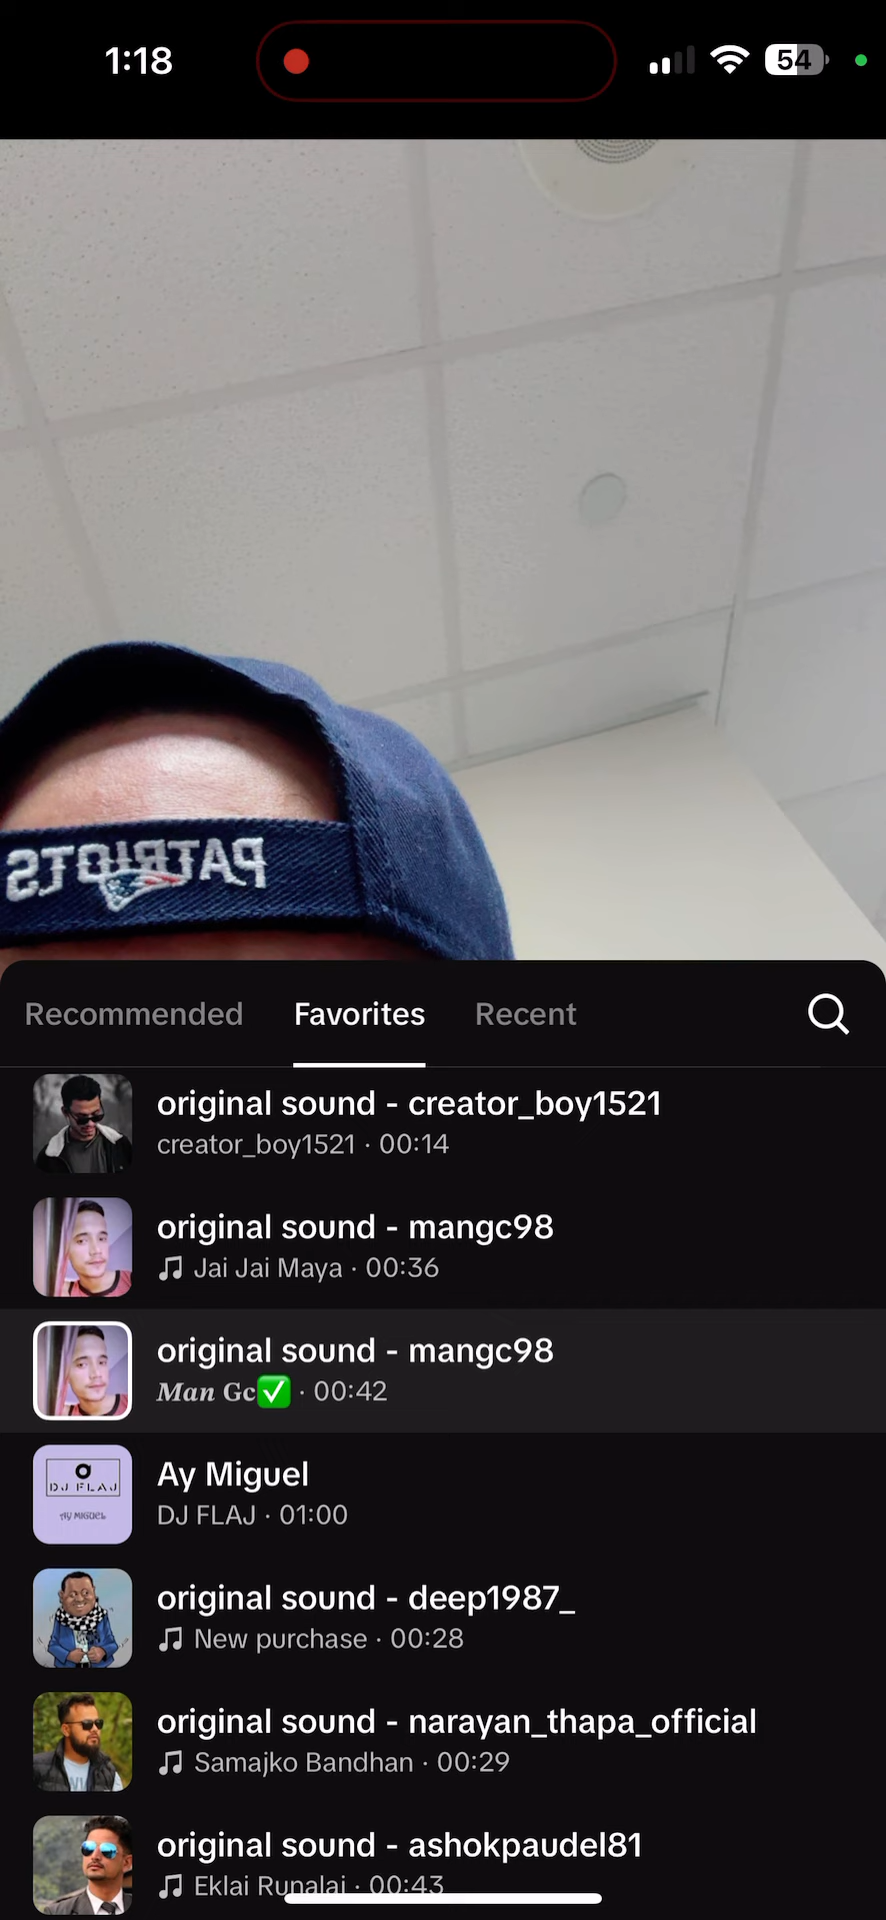 1:18
54
PATRIOTS
Recommended Favorites Recent
original sound - creator_boy1521
creator_boy1521 · 00:14
original sound - mangc98
Jai Jai Maya · 00:36
original sound - mangc98
𝑴𝒂𝒏 𝐆𝐜✅ · 00:42
DJ FLAJ
AY MIGUEL
Ay Miguel
DJ FLAJ · 01:00
original sound - deep1987_
New purchase · 00:28
original sound - narayan_thapa_official
Samajko Bandhan · 00:29
original sound - ashokpaudel81
Eklai Runalai · 00:43